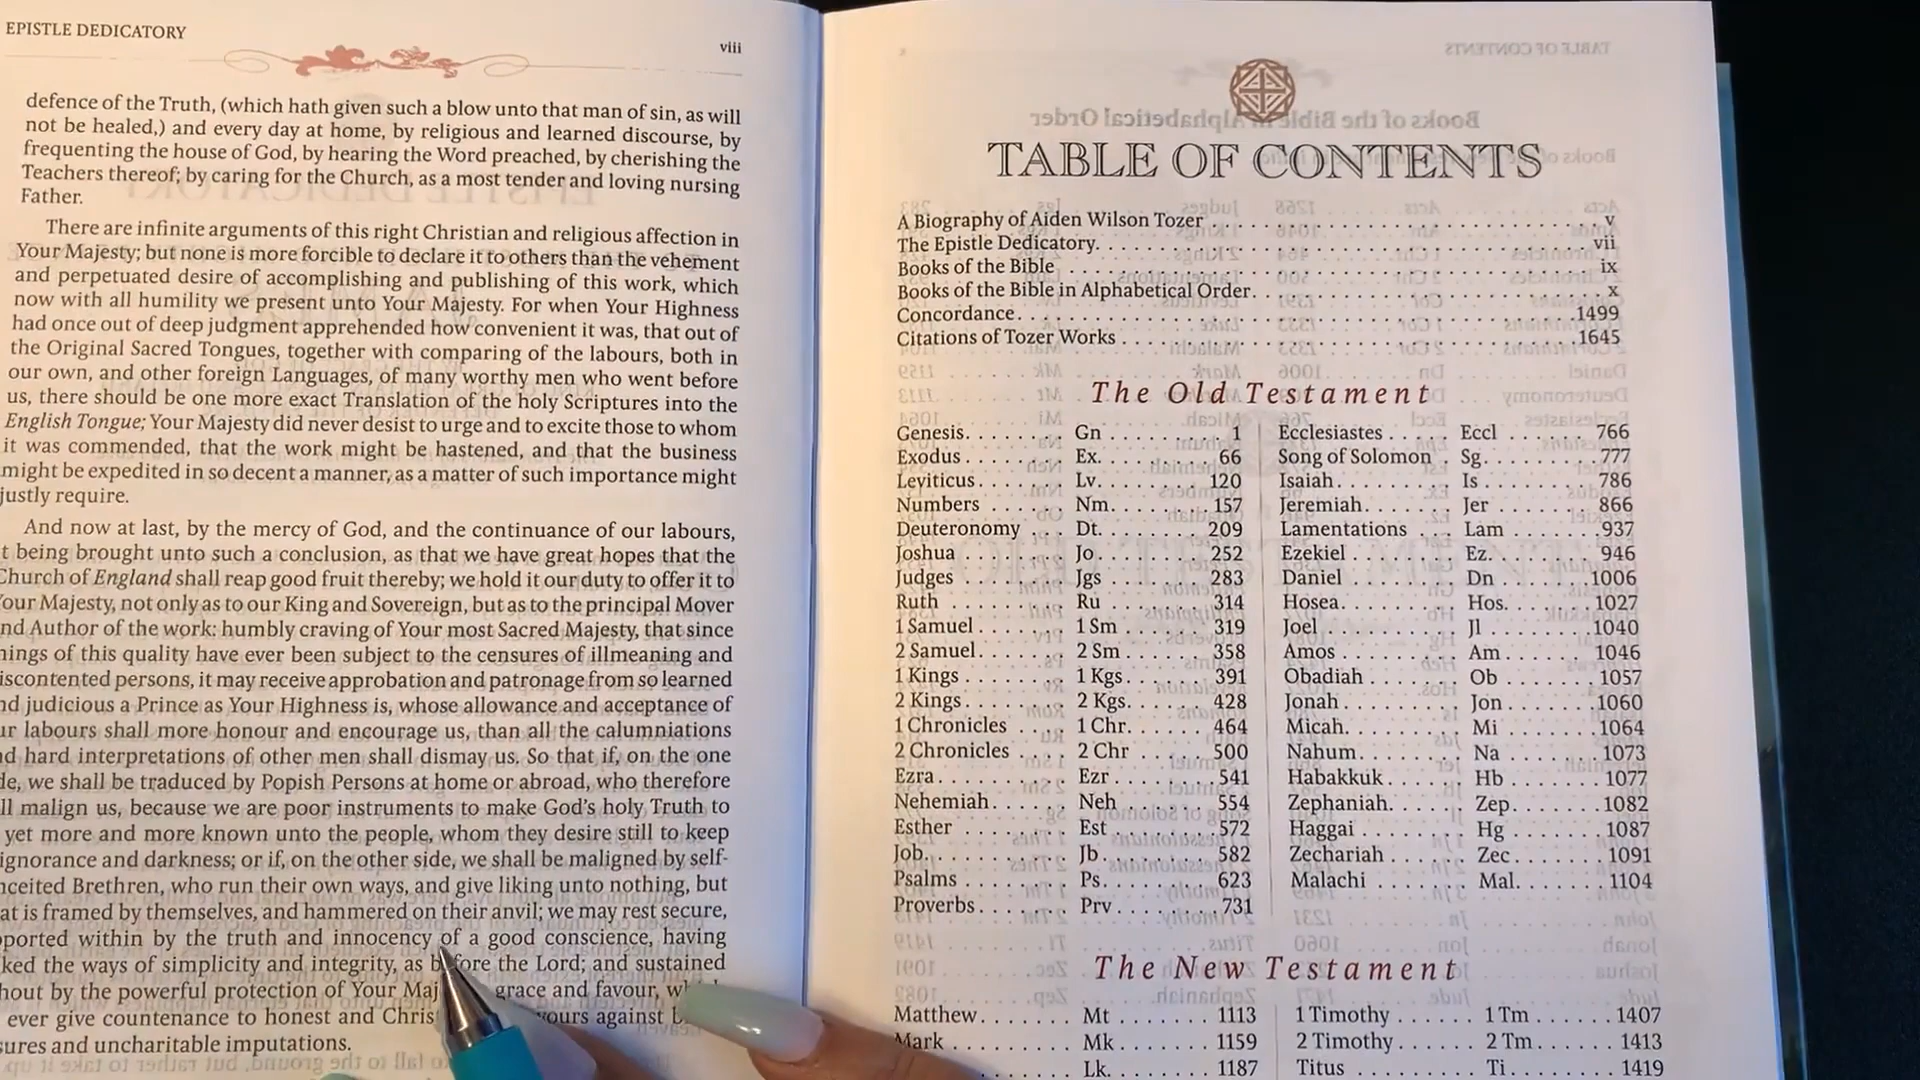 EPISTLE DEDICATORY
viii
defence of the Truth, (which hath given such a blow unto that man of sin, as will
not be healed,) and every day at home, by religious and learned discourse, by
frequenting the house of God, by hearing the Word preached, by cherishing the
Teachers thereof; by caring for the Church, as a most tender and loving nursing
Father.
There are infinite arguments of this right Christian and religious affection in
Your Majesty; but none is more forcible to declare it to others than the vehement
and perpetuated desire of accomplishing and publishing of this work, which
now with all humility we present unto Your Majesty. For when Your Highness
had once out of deep judgment apprehended how convenient it was, that out of
the Original Sacred Tongues, together with comparing of the labours, both in
our own, and other foreign Languages, of many worthy men who went before
us, there should be one more exact Translation of the holy Scriptures into the
English Tongue; Your Majesty did never desist to urge and to excite those to whom
it was commended, that the work might be hastened, and that the business
might be expedited in so decent a manner, as a matter of such importance might
justly require.
And now at last, by the mercy of God, and the continuance of our labours,
t being brought unto such a conclusion, as that we have great hopes that the
Church of England shall reap good fruit thereby; we hold it our duty to offer it to
Your Majesty, not only as to our King and Sovereign, but as to the principal Mover
nd Author of the work: humbly craving of Your most Sacred Majesty, that since
hings of this quality have ever been subject to the censures of illmeaning and
iscontented persons, it may receive approbation and patronage from so learned
nd judicious a Prince as Your Highness is, whose allowance and acceptance of
ur labours shall more honour and encourage us, than all the calumniations
nd hard interpretations of other men shall dismay us. So that if, on the one
de, we shall be traduced by Popish Persons at home or abroad, who therefore
ll malign us, because we are poor instruments to make God's holy Truth to
yet more and more known unto the people, whom they desire still to keep
ignorance and darkness; or if, on the other side, we shall be maligned by self-
nceited Brethren, who run their own ways, and give liking unto nothing, but
at is framed by themselves, and hammered on their anvil; we may rest secure,
pported within by the truth and innocency of a good conscience, having
ked the ways of simplicity and integrity, as before the Lord; and sustained
hout by the powerful protection of Your Maj grace and favour,
ever give countenance to honest and Chris vours against
sures and uncharitable imputations.
TABLE OF CONTENTS
A Biography of Aiden Wilson Tozer . . . v
The Epistle Dedicatory. . . . vii
Books of the Bible . . . ix
Books of the Bible in Alphabetical Order. . . . x
Concordance. . . . 1499
Citations of Tozer Works . . . 1645
The Old Testament
Genesis. . . . Gn . . . 1
Exodus . . . Ex. . . . 66
Leviticus. . . . Lv. . . . 120
Numbers . . . Nm. . . . 157
Deuteronomy . . . Dt. . . . 209
Joshua . . . Jo. . . . 252
Judges . . . Jgs . . . 283
Ruth . . . Ru . . . 314
1 Samuel. . . . 1 Sm . . . 319
2 Samuel. . . . 2 Sm . . . 358
1 Kings . . . 1 Kgs. . . . 391
2 Kings. . . . 2 Kgs. . . . 428
1 Chronicles . . . 1 Chr. . . . 464
2 Chronicles . . . 2 Chr . . . 500
Ezra. . . . Ezr . . . 541
Nehemiah. . . . Neh . . . 554
Esther . . . Est . . . 572
Job. . . . Jb. . . . 582
Psalms . . . Ps. . . . 623
Proverbs. . . . Prv. . . . 731
Ecclesiastes . . . Eccl . . . 766
Song of Solomon . Sg. . . . 777
Isaiah. . . . Is . . . 786
Jeremiah. . . . Jer . . . 866
Lamentations . . . Lam . . . 937
Ezekiel . . . Ez. . . . 946
Daniel . . . Dn . . . 1006
Hosea. . . . Hos. . . . 1027
Joel. . . . Jl . . . 1040
Amos . . . Am . . . 1046
Obadiah . . . Ob . . . 1057
Jonah. . . . Jon . . . 1060
Micah. . . . Mi . . . 1064
Nahum. . . . Na . . . 1073
Habakkuk. . . . Hb . . . 1077
Zephaniah. . . . Zep. . . . 1082
Haggai . . . Hg . . . 1087
Zechariah . . . Zec. . . . 1091
Malachi . . . Mal. . . . 1104
The New Testament
Matthew. . . . Mt . . . 1113
Mark . . . Mk. . . . 1159
Lk. . . . 1187
1 Timothy. . . . 1 Tm . . . 1407
2 Timothy. . . . 2 Tm . . . 1413
Titus . . . Ti. . . . 1419